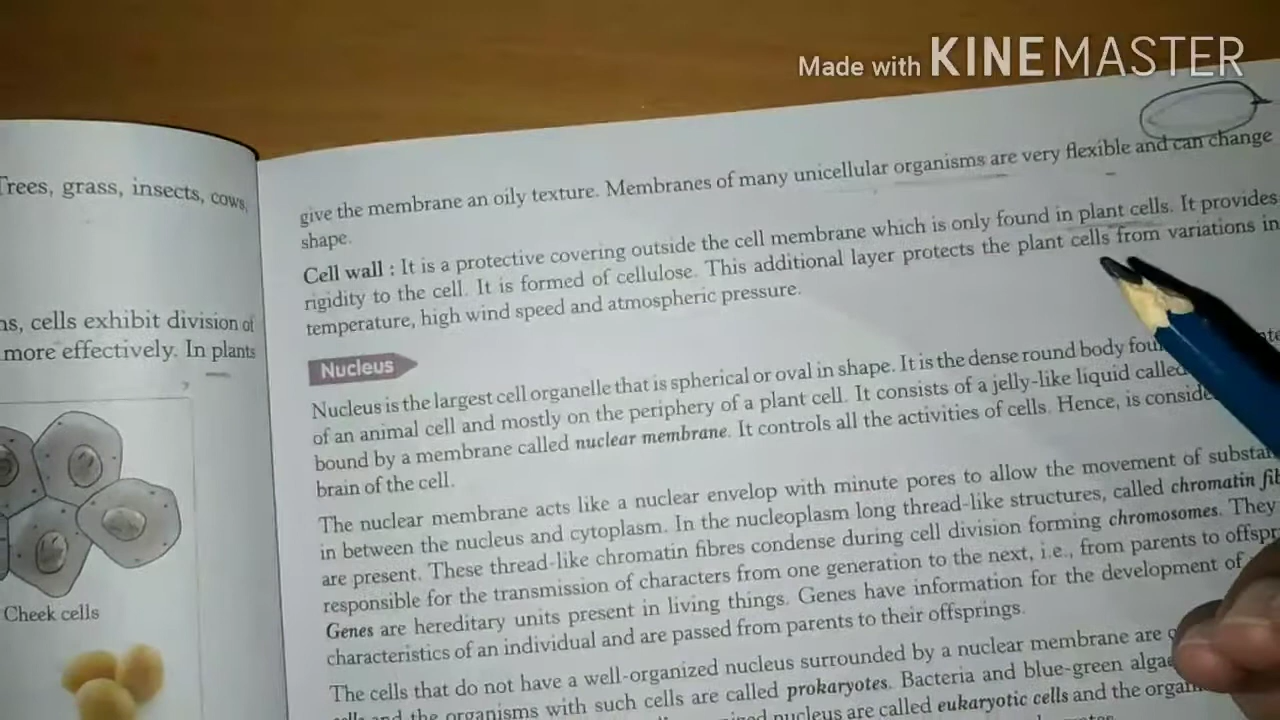 Made with KINEMASTER
Trees, grass, insects, cows,
ns, cells exhibit division of
more effectively. In plants
Cheek cells
give the membrane an oily texture. Membranes of many unicellular organisms are very flexible and can change
shape.
Cell wall : It is a protective covering outside the cell membrane which is only found in plant cells. It provides
rigidity to the cell. It is formed of cellulose. This additional layer protects the plant cells from variations in
temperature, high wind speed and atmospheric pressure.
Nucleus
Nucleus is the largest cell organelle that is spherical or oval in shape. It is the dense round body
of an animal cell and mostly on the periphery of a plant cell. It consists of a jelly-like liquid called
bound by a membrane called nuclear membrane. It controls all the activities of cells. Hence, is
brain of the cell.
The nuclear membrane acts like a nuclear envelop with minute pores to allow the movement of
in between the nucleus and cytoplasm. In the nucleoplasm long thread-like structures, called chromatin
are present. These thread-like chromatin fibres condense during cell division forming chromosomes. They
responsible for the transmission of characters from one generation to the next, i.e., from parents to
Genes are hereditary units present in living things. Genes have information for the development of
characteristics of an individual and are passed from parents to their offsprings.
The cells that do not have a well-organized nucleus surrounded by a nuclear membrane are
and the organisms with such cells are called prokaryotes. Bacteria and blue-green algae
nucleus are called eukaryotic cells and the